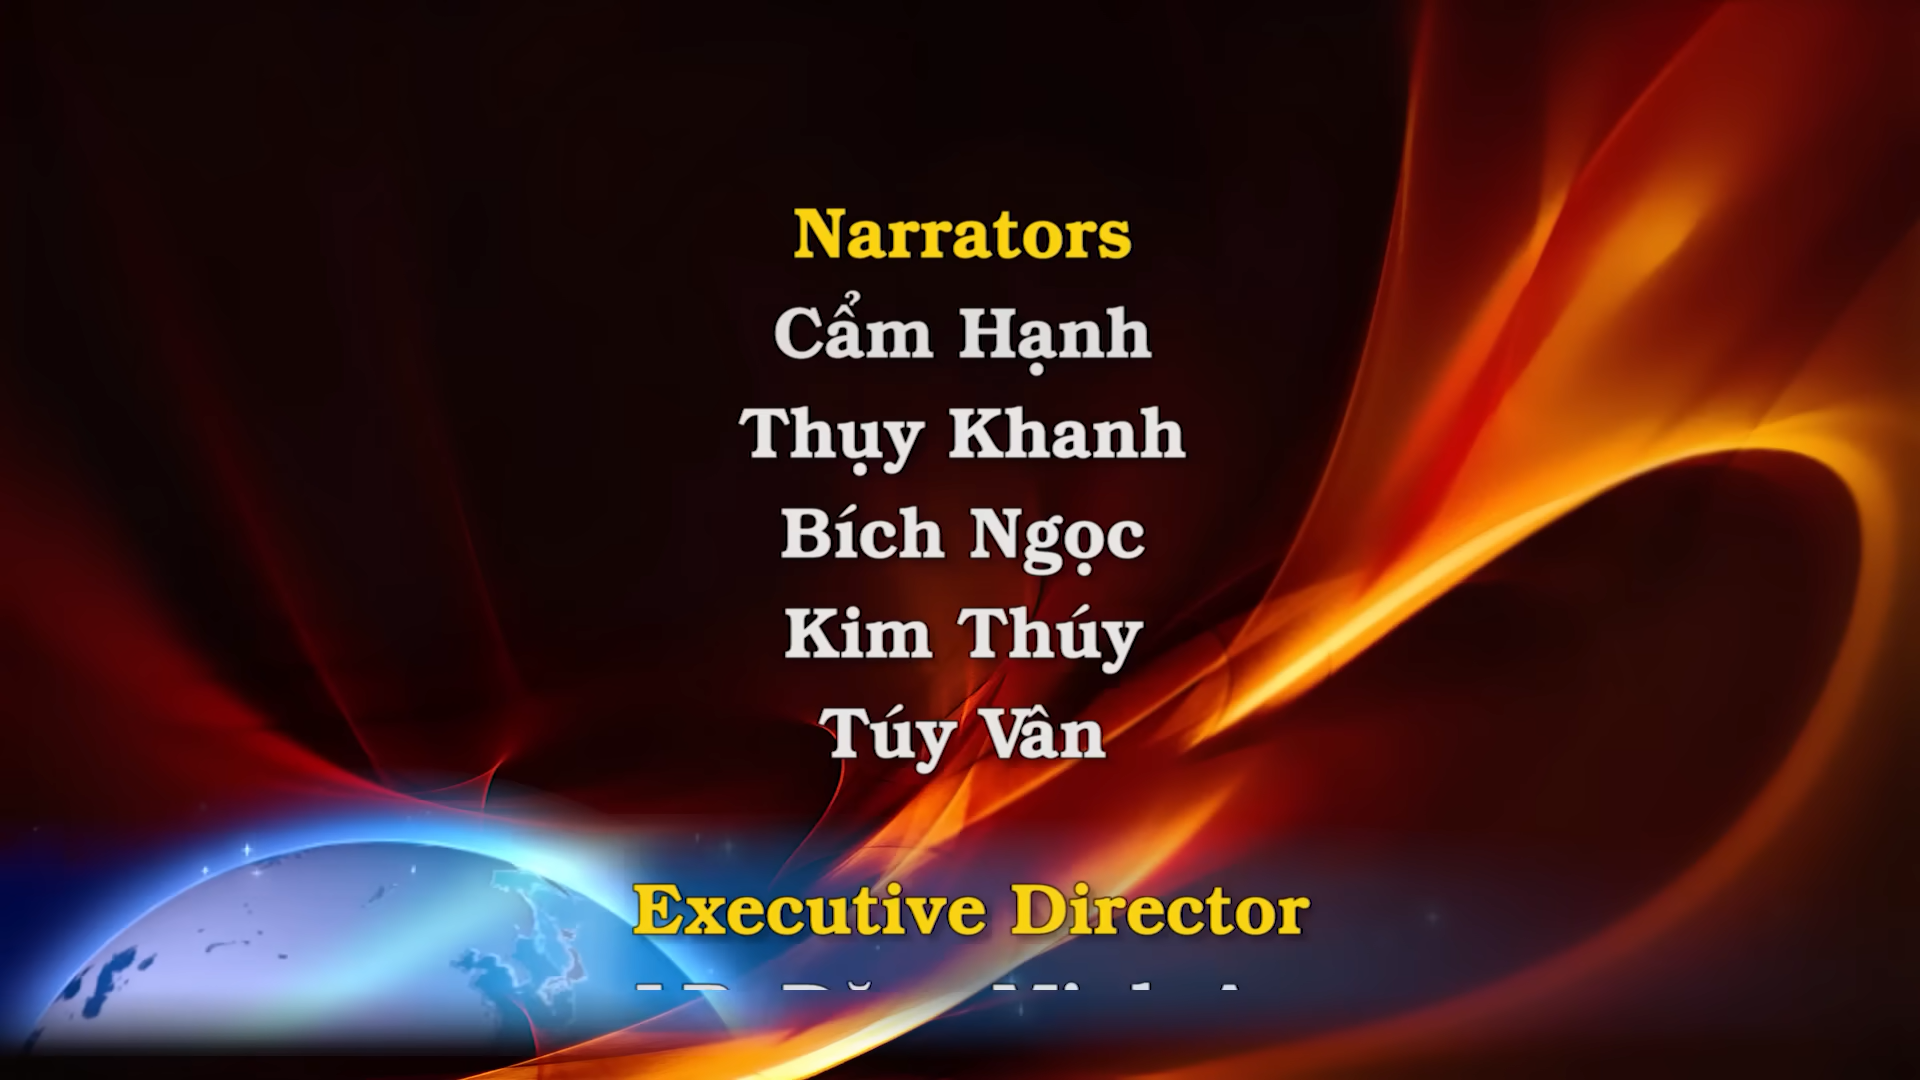 Narrators
Cẩm Hạnh
Thụy Khanh
Bích Ngọc
Kim Thúy
Túy Vân
Executive Director